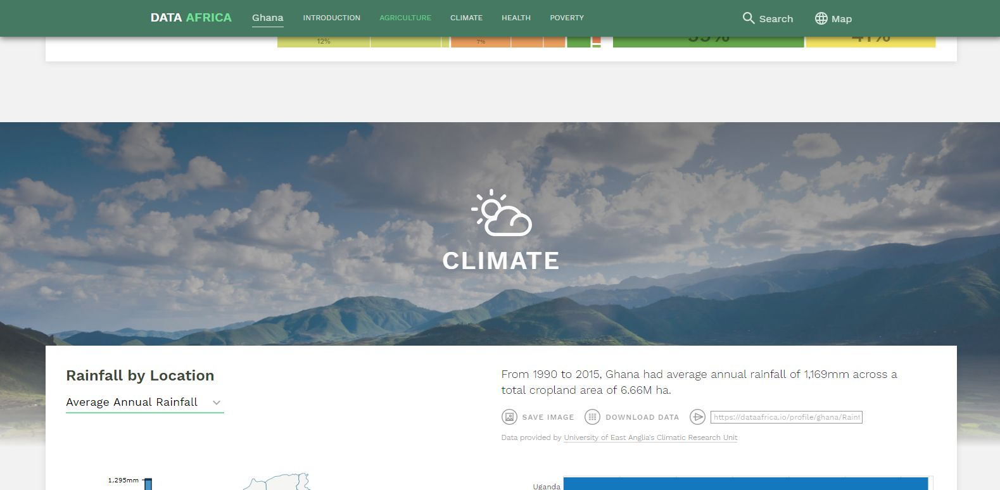 DATA AFRICA Ghana INTRODUCTION AGRICULTURE CLIMATE HEALTH POVERTY Search Map
12% 7% 41%
CLIMATE
Rainfall by Location
Average Annual Rainfall
From 1990 to 2015, Ghana had average annual rainfall of 1,169mm across a
total cropland area of 6.66M ha.
SAVE IMAGE DOWNLOAD DATA https://dataafrica.io/profile/ghana/Rainf
Data provided by University of East Anglia's Climatic Research Unit
1,295mm
Uganda